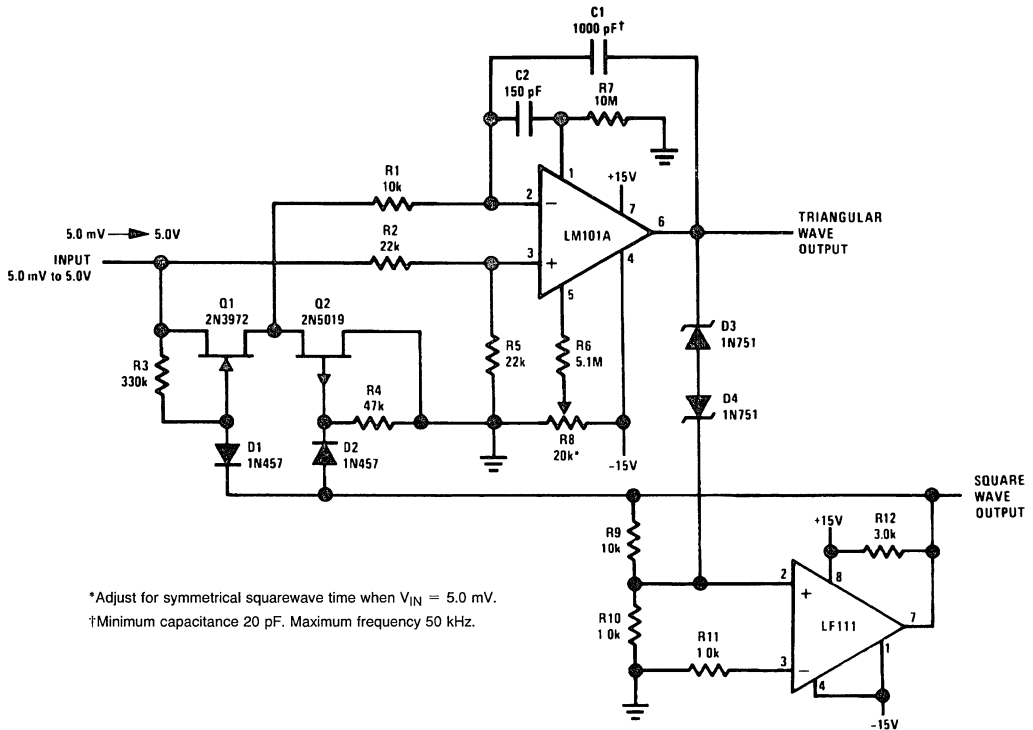 C1
1000 pF†
C2
150 pF
R7
10M
R1
10k
1
+15V
7
2
−
LM101A
6
TRIANGULAR
WAVE
OUTPUT
5.0 mV 5.0V
INPUT
5.0 mV to 5.0V
R2
22k
3
+
4
5
Q1
2N3972
Q2
2N5019
R3
330k
R5
22k
R6
5.1M
D3
1N751
R4
47k
D4
1N751
R8
20k*
-15V
D1
1N457
D2
1N457
SQUARE
WAVE
OUTPUT
R9
10k
+15V
R12
3.0k
2
+
8
LF111
7
R10
1 0k
R11
1 0k
3
−
4
1
-15V
*Adjust for symmetrical squarewave time when VIN = 5.0 mV.
†Minimum capacitance 20 pF. Maximum frequency 50 kHz.